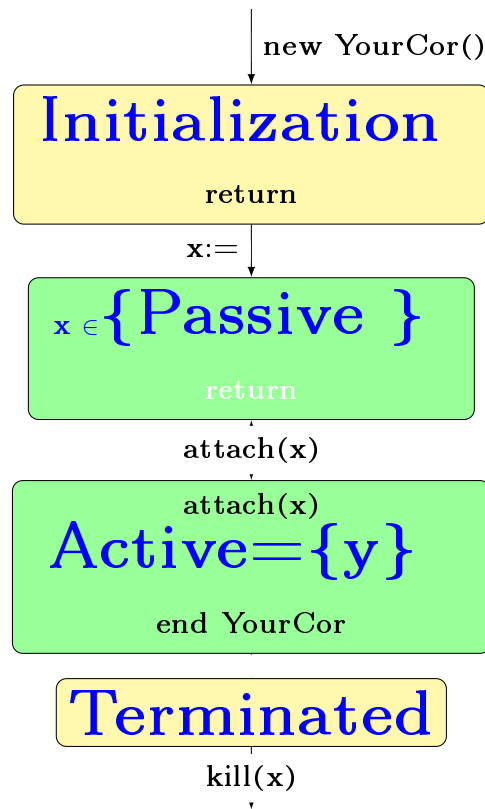 new YourCor()
Initialization
return
x:=
x ∈{Passive }
return
attach(x)
attach(x)
Active={y}
end YourCor
Terminated
kill(x)